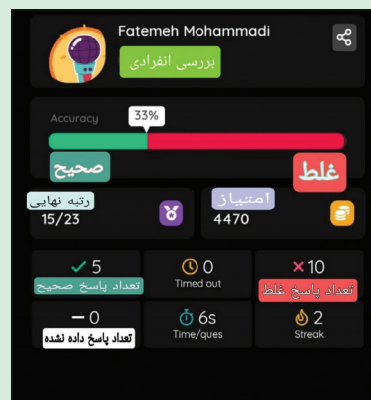 Fatemeh Mohammadi
بررسی انفرادی
Accuracy
33%
صحیح
غلط
رتبه نهایی
15/23
امتیاز
4470
5
تعداد پاسخ صحیح
0
Timed out
10
تعداد پاسخ غلط
0
تعداد پاسخ داده نشده
6s
Time/ques
2
Streak